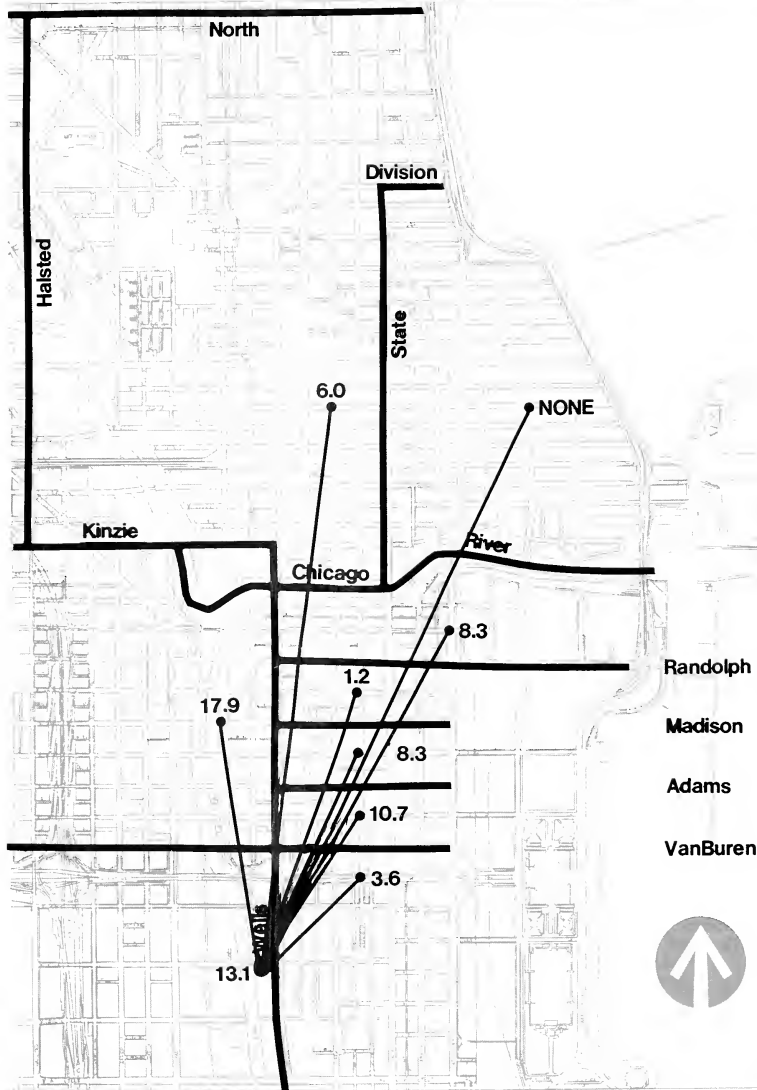 North
Division
Halsted
State
6.0
NONE
Kinzie
River
Chicago
8.3
Randolph
1.2
17.9
Madison
8.3
Adams
10.7
VanBuren
3.6
Wells
13.1